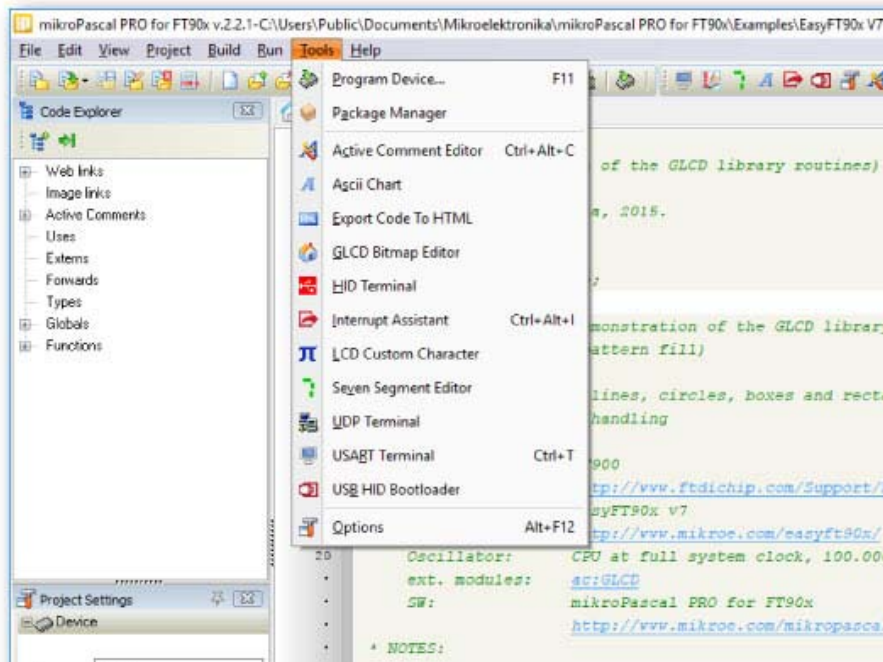 mikroPascal PRO for FT90x v.2.2.1-C:\Users\Public\Documents\Mikroelektronika\mikroPascal PRO for FT90x\Examples\EasyFT90x V7
File Edit View Project Build Run Tools Help
Code Explorer
Web links
Image links
Active Comments
Uses
Externs
Forwards
Types
Globals
Functions
Project Settings
Device
Program Device... F11
Package Manager
Active Comment Editor Ctrl+Alt+C
Ascii Chart
Export Code To HTML
GLCD Bitmap Editor
HID Terminal
Interrupt Assistant Ctrl+Alt+I
LCD Custom Character
Seven Segment Editor
UDP Terminal
USART Terminal Ctrl+T
USB HID Bootloader
Options Alt+F12
of the GLCD library routines)
a, 2015.
monstration of the GLCD library
attern fill)
lines, circles, boxes and recta
handling
T900
tp://www.ftdichip.com/Support/
syFT90x v7
tp://www.mikroe.com/easyft90x/
20 Oscillator: CPU at full system clock, 100.00
ext. modules: ac:GLCD
SW: mikroPascal PRO for FT90x
http://www.mikroe.com/mikropascal
* NOTES: